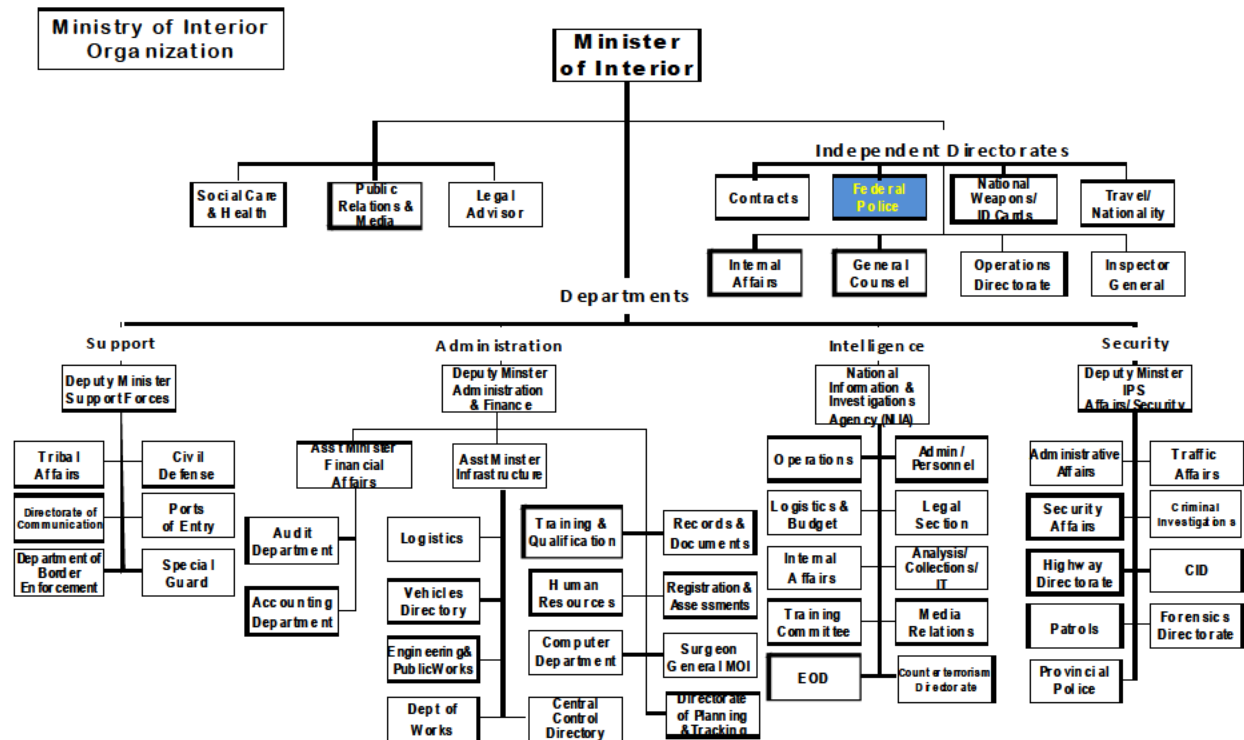 Ministry of Interior
Organization
Minister
of Interior
Independent Directorates
Social Care
& Health
Public
Relations &
Media
Legal
Advisor
Contracts
Federal
Police
National
Weapons/
ID Cards
Travel/
Nationality
Internal
Affairs
General
Counsel
Operations
Directorate
Inspector
General
Departments
Support
Administration
Intelligence
Security
Deputy Minister
Support Forces
Deputy Minster
Administration
& Finance
National
Information &
Investigations
Agency (NIIA)
Deputy Minster
IPS
Affairs/Security
Tribal
Affairs
Civil
Defense
Directorate of
Communication
Ports
of Entry
Department of
Border
Enforcement
Special
Guard
Asst Minister
Financial
Affairs
Asst Minster
Infrastructure
Audit
Department
Accounting
Department
Logistics
Vehicles
Directory
Engineering&
Public Works
Dept of
Works
Central
Control
Directory
Training &
Qualification
Records &
Documents
Human
Resources
Registration &
Assessments
Computer
Department
Surgeon
General MOI
Directorate
of Planning
&Tracking
Operations
Admin/
Personnel
Logistics &
Budget
Legal
Section
Internal
Affairs
Analysis/
Collections/
IT
Training
Committee
Media
Relations
EOD
Counterterrorism
Directorate
Administrative
Affairs
Traffic
Affairs
Security
Affairs
Criminal
Investigations
Highway
Directorate
CID
Patrols
Forensics
Directorate
Provincial
Police